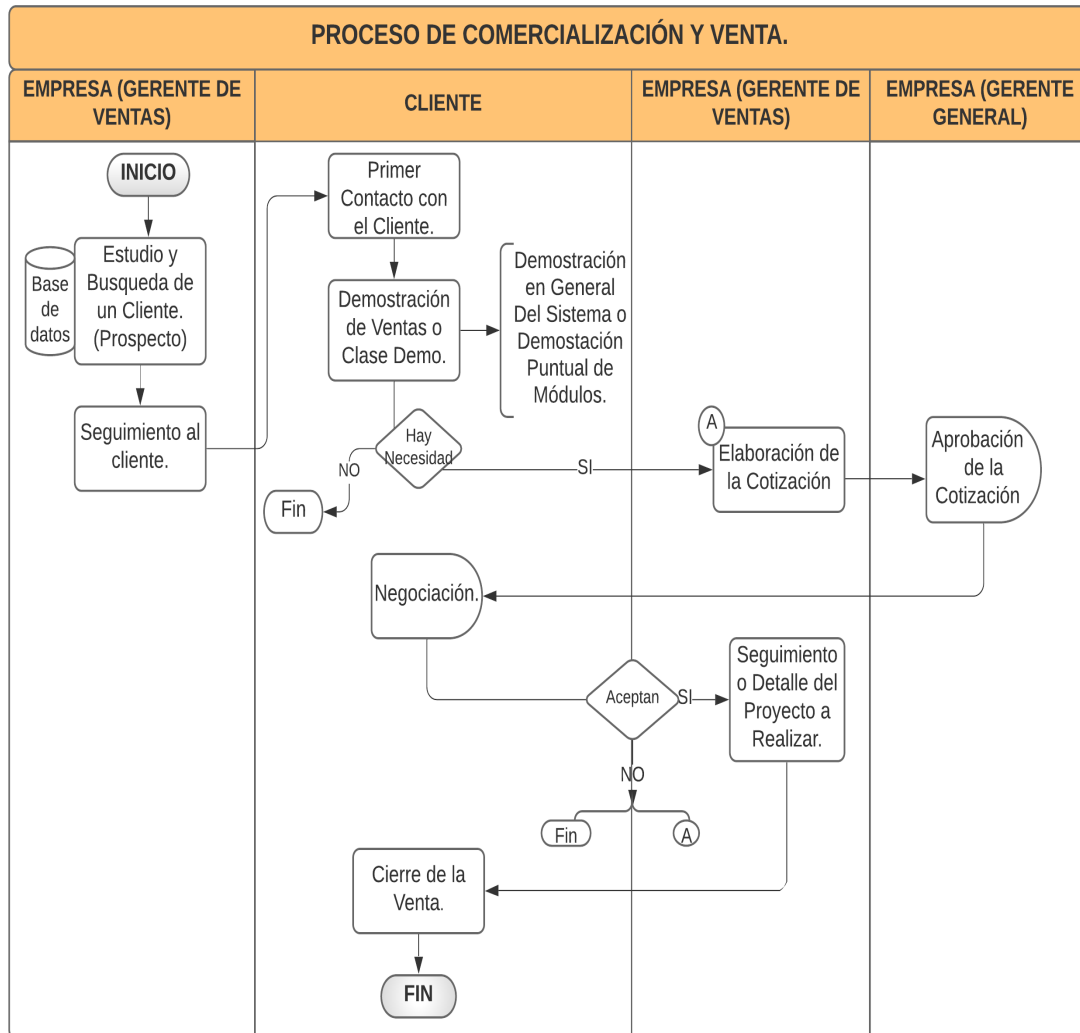 PROCESO DE COMERCIALIZACIÓN Y VENTA.
EMPRESA (GERENTE DE
VENTAS)
CLIENTE
EMPRESA (GERENTE DE
VENTAS)
EMPRESA (GERENTE
GENERAL)
INICIO
Base
de
datos
Estudio y
Busqueda de
un Cliente.
(Prospecto)
Seguimiento al
cliente.
Primer
Contacto con
el Cliente.
Demostración
de Ventas o
Clase Demo.
Demostración
en General
Del Sistema o
Demostación
Puntual de
Módulos.
Hay
Necesidad
NO
Fin
SI
A
Elaboración de
la Cotización
Aprobación
de la
Cotización
Negociación.
Aceptan
SI
Seguimiento
o Detalle del
Proyecto a
Realizar.
NO
Fin
A
Cierre de la
Venta.
FIN